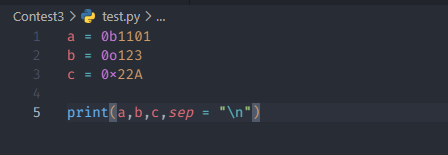 Contest3 > test.py > ...
1 a = 0b1101
2 b = 0o123
3 c = 0x22A
4
5 print(a,b,c,sep = "\n")